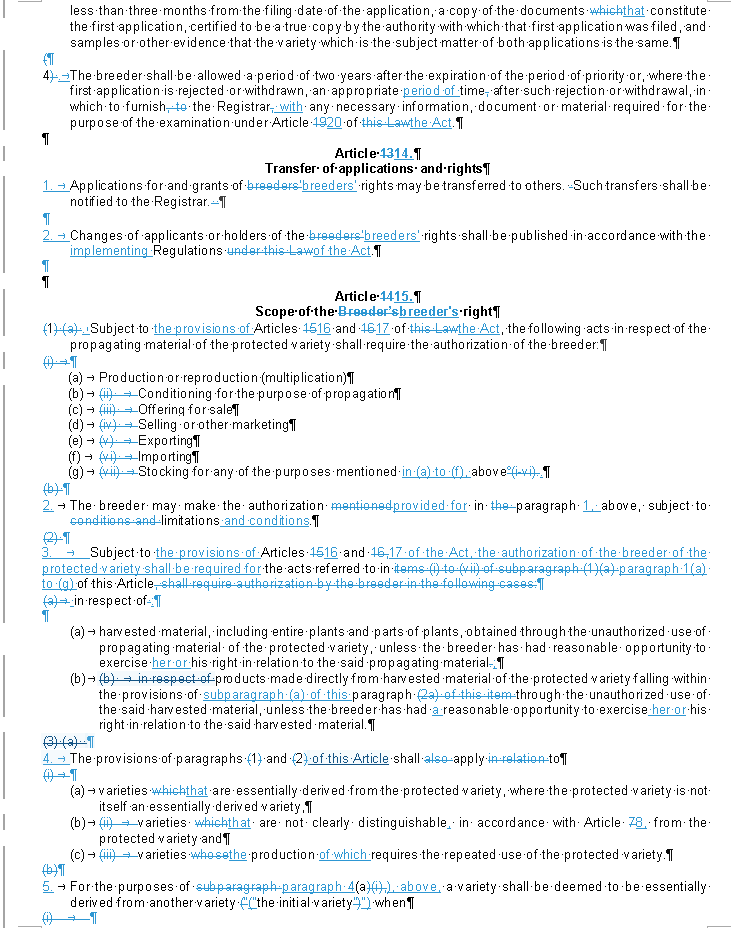 less than three months from the filing date of the application, a copy of the documents whichthat constitute
the first application, certified to be a true copy by the authority with which that first application was filed, and
samples or other evidence that the variety which is the subject matter of both applications is the same.¶
(¶
4) .→The breeder shall be allowed a period of two years after the expiration of the period of priority or, where the
first application is rejected or withdrawn, an appropriate period of time, after such rejection or withdrawal, in
which to furnish, to the Registrar, with any necessary information, document or material required for the
purpose of the examination under Article 1920 of this Lawthe Act.¶
¶
Article 1314.¶
Transfer of applications and rights¶
1. → Applications for and grants of breeders'breeders' rights may be transferred to others. Such transfers shall be
notified to the Registrar. ¶
¶
2. → Changes of applicants or holders of the breeders'breeders' rights shall be published in accordance with the
implementing Regulations under this Lawof the Act.¶
¶
¶
Article 1415.¶
Scope of the Breeder'sbreeder's right¶
(1) (a) . Subject to the provisions of Articles 1516 and 1617 of this Lawthe Act, the following acts in respect of the
propagating material of the protected variety shall require the authorization of the breeder:¶
(i) → ¶
(a) → Production or reproduction (multiplication)¶
(b) → (ii) → Conditioning for the purpose of propagation¶
(c) → (iii) → Offering for sale¶
(d) → (iv) → Selling or other marketing¶
(e) → (v) → Exporting¶
(f) → (vi) → Importing¶
(g) → (vii) → Stocking for any of the purposes mentioned in (a) to (f), above (i-vi). ¶
(b) ¶
2. → The breeder may make the authorization mentionedprovided for in the paragraph 1, above, subject to
conditions and limitations and conditions.¶
(2) ¶
3. → Subject to the provisions of Articles 1516 and 16,17 of the Act, the authorization of the breeder of the
protected variety shall be required for the acts referred to in items (i) to (vii) of subparagraph (1)(a) paragraph 1(a)
to (g) of this Article, shall require authorization by the breeder in the following cases:¶
(a) → in respect of :¶
¶
(a) → harvested material, including entire plants and parts of plants, obtained through the unauthorized use of
propagating material of the protected variety, unless the breeder has had reasonable opportunity to
exercise her or his right in relation to the said propagating material.;¶
(b) → (b) → in respect of products made directly from harvested material of the protected variety falling within
the provisions of subparagraph (a) of this paragraph (2a) of this item through the unauthorized use of
the said harvested material, unless the breeder has had a reasonable opportunity to exercise her or his
right in relation to the said harvested material.¶
(3) (a) ¶
4. → The provisions of paragraphs (1) and (2) of this Article shall also apply in relation to¶
(i) → ¶
(a) → varieties whichthat are essentially derived from the protected variety, where the protected variety is not
itself an essentially derived variety,¶
(b) → (ii) → varieties whichthat are not clearly distinguishable, in accordance with Article 78, from the
protected variety and¶
(c) → (iii) → varieties whosethe production of which requires the repeated use of the protected variety.¶
(b)¶
5. → For the purposes of subparagraph paragraph 4(a)(i),), above, a variety shall be deemed to be essentially
derived from another variety ("("the initial variety")") when¶
(i) → ¶